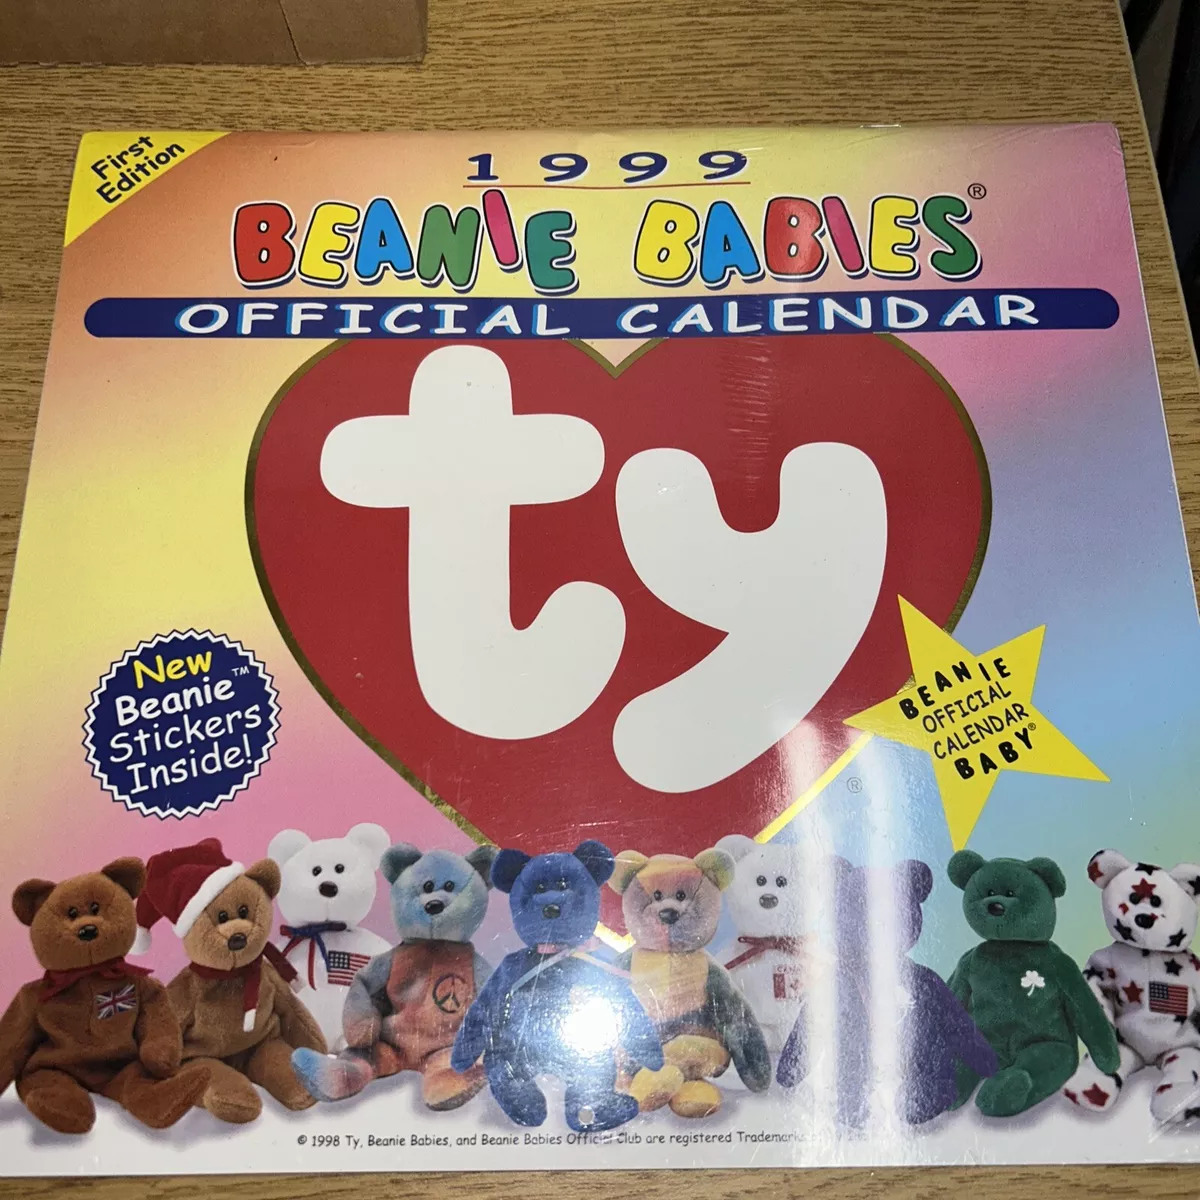 First
Edition
1999
BEANIE BABIES®
OFFICIAL CALENDAR
ty
®
New
Beanie™
Stickers
Inside!
BEANIE
OFFICIAL
CALENDAR
BABY®
CANADA
© 1998 Ty, Beanie Babies, and Beanie Babies Official Club are registered Trademarks